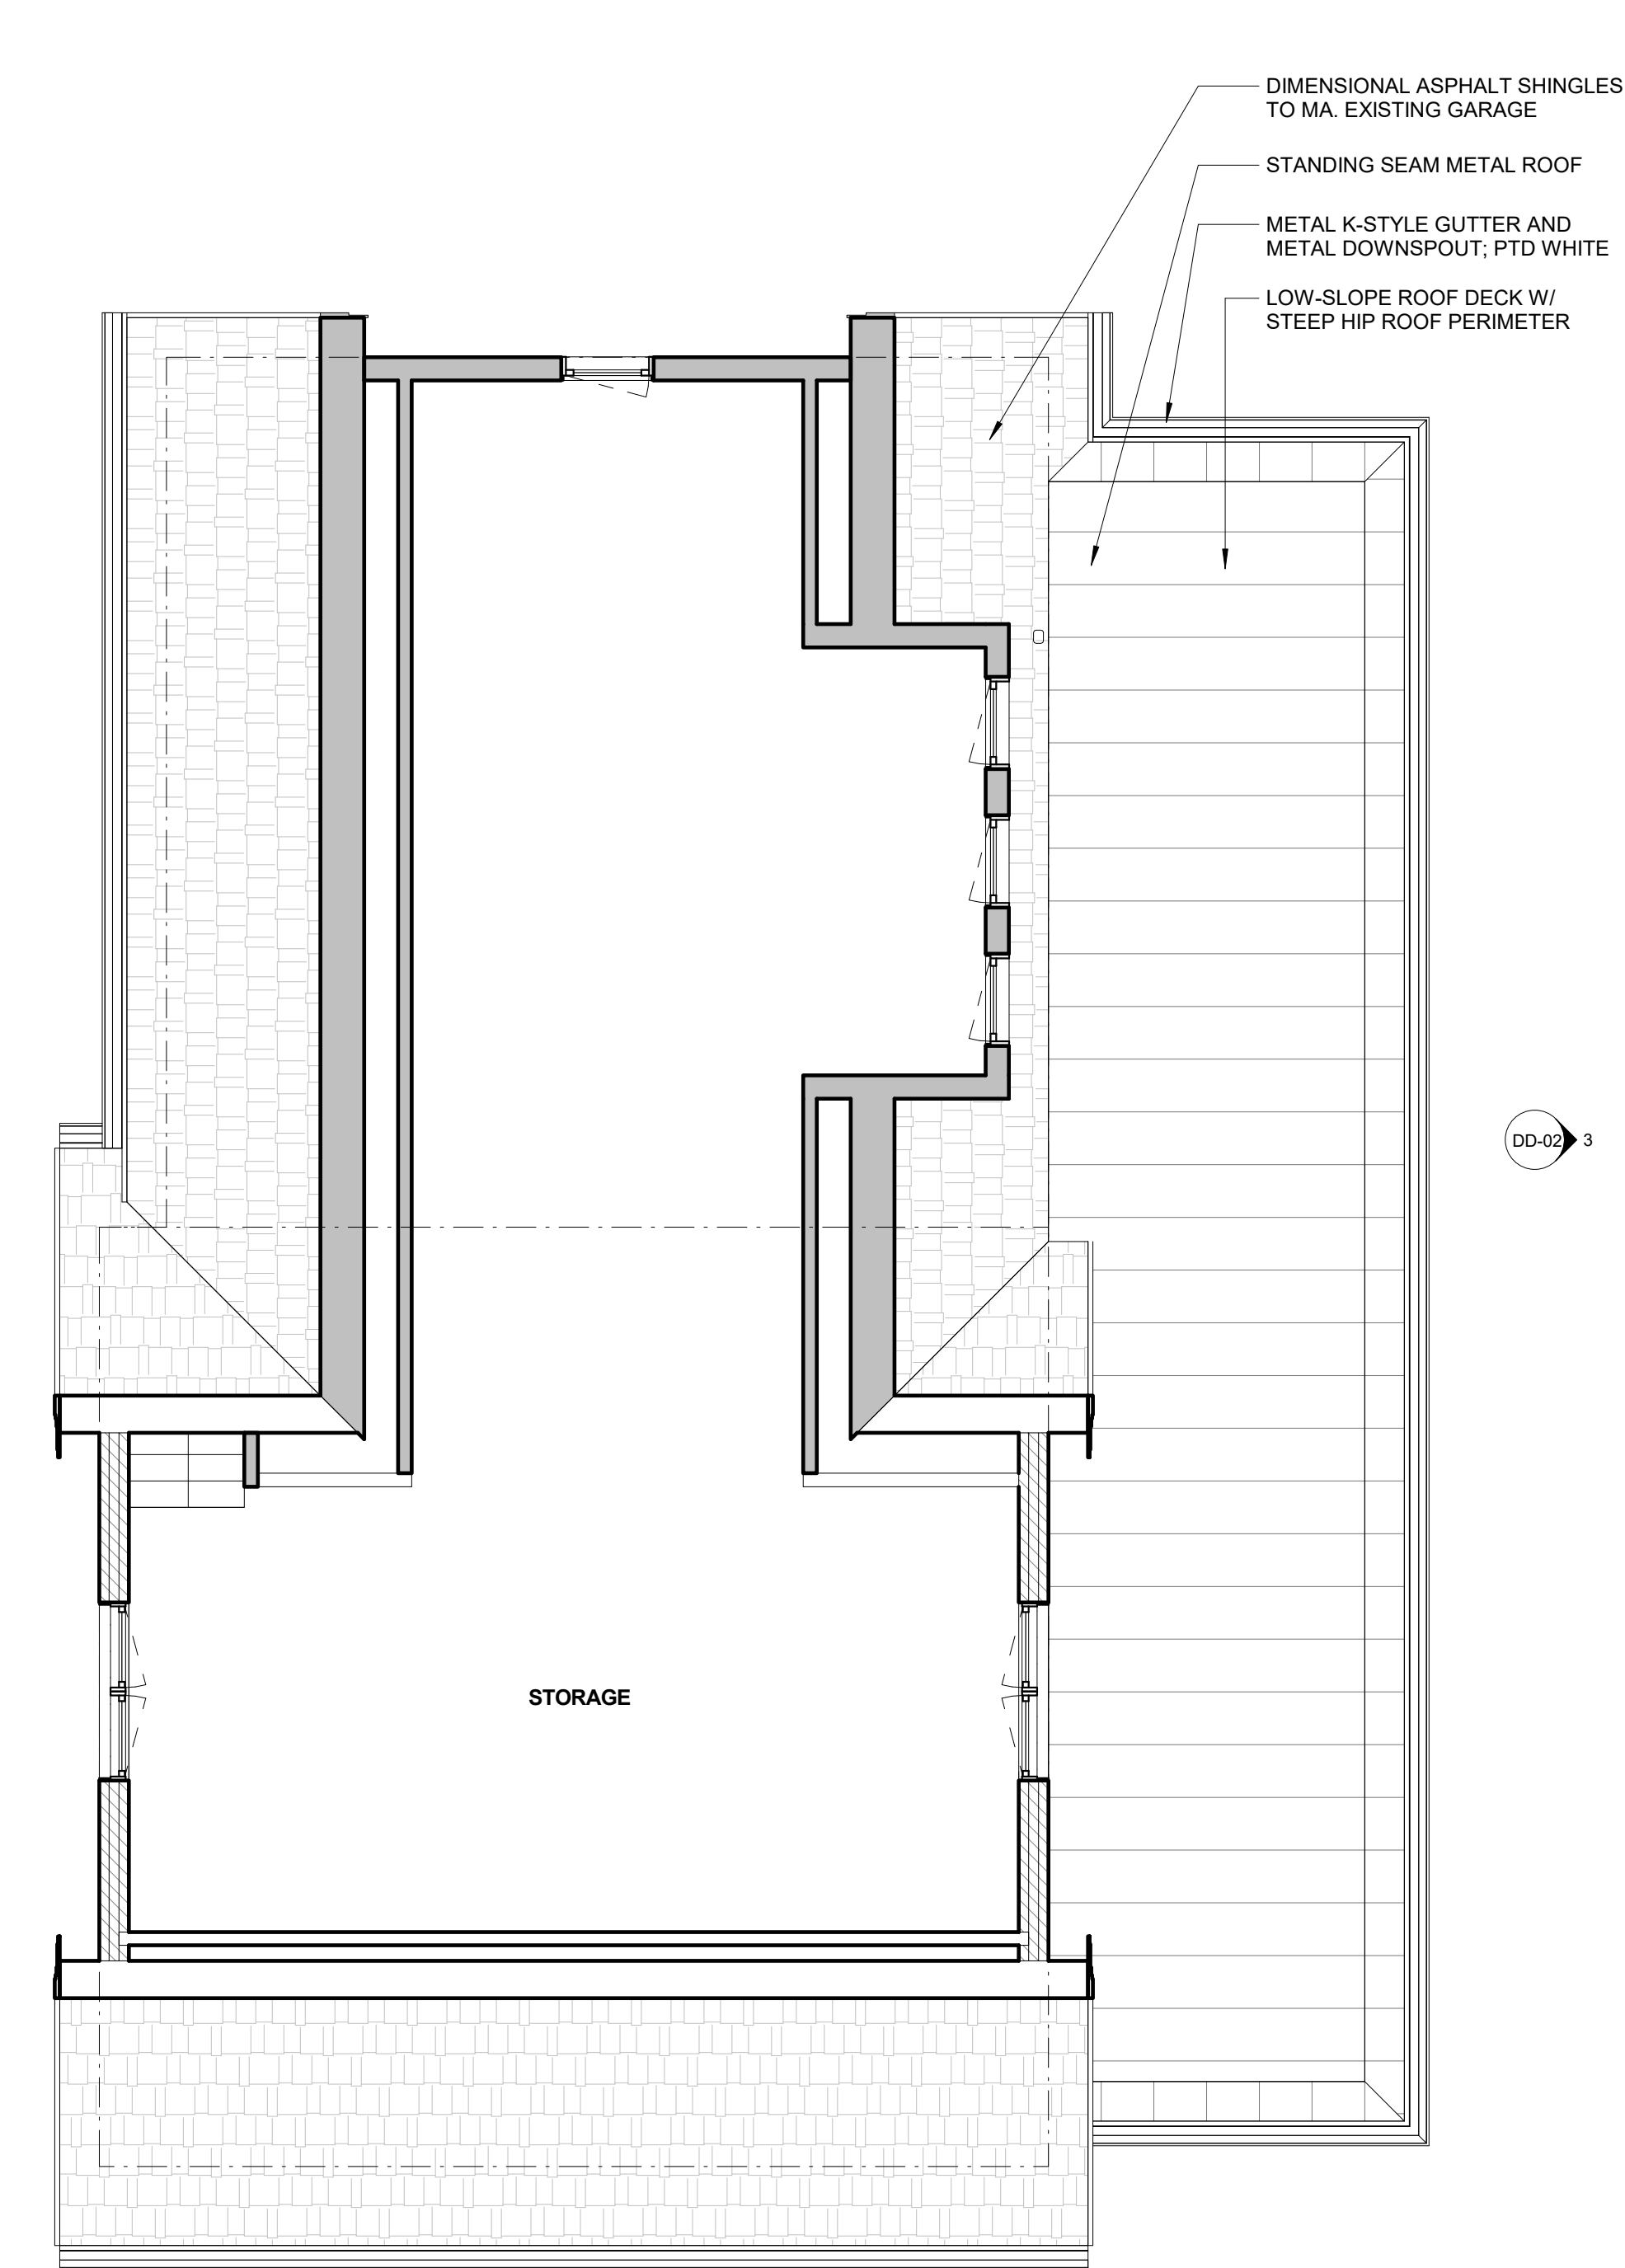 DIMENSIONAL ASPHALT SHINGLES
TO MA. EXISTING GARAGE
STANDING SEAM METAL ROOF
METAL K-STYLE GUTTER AND
METAL DOWNSPOUT; PTD WHITE
LOW-SLOPE ROOF DECK W/
STEEP HIP ROOF PERIMETER
DD-02 3
STORAGE